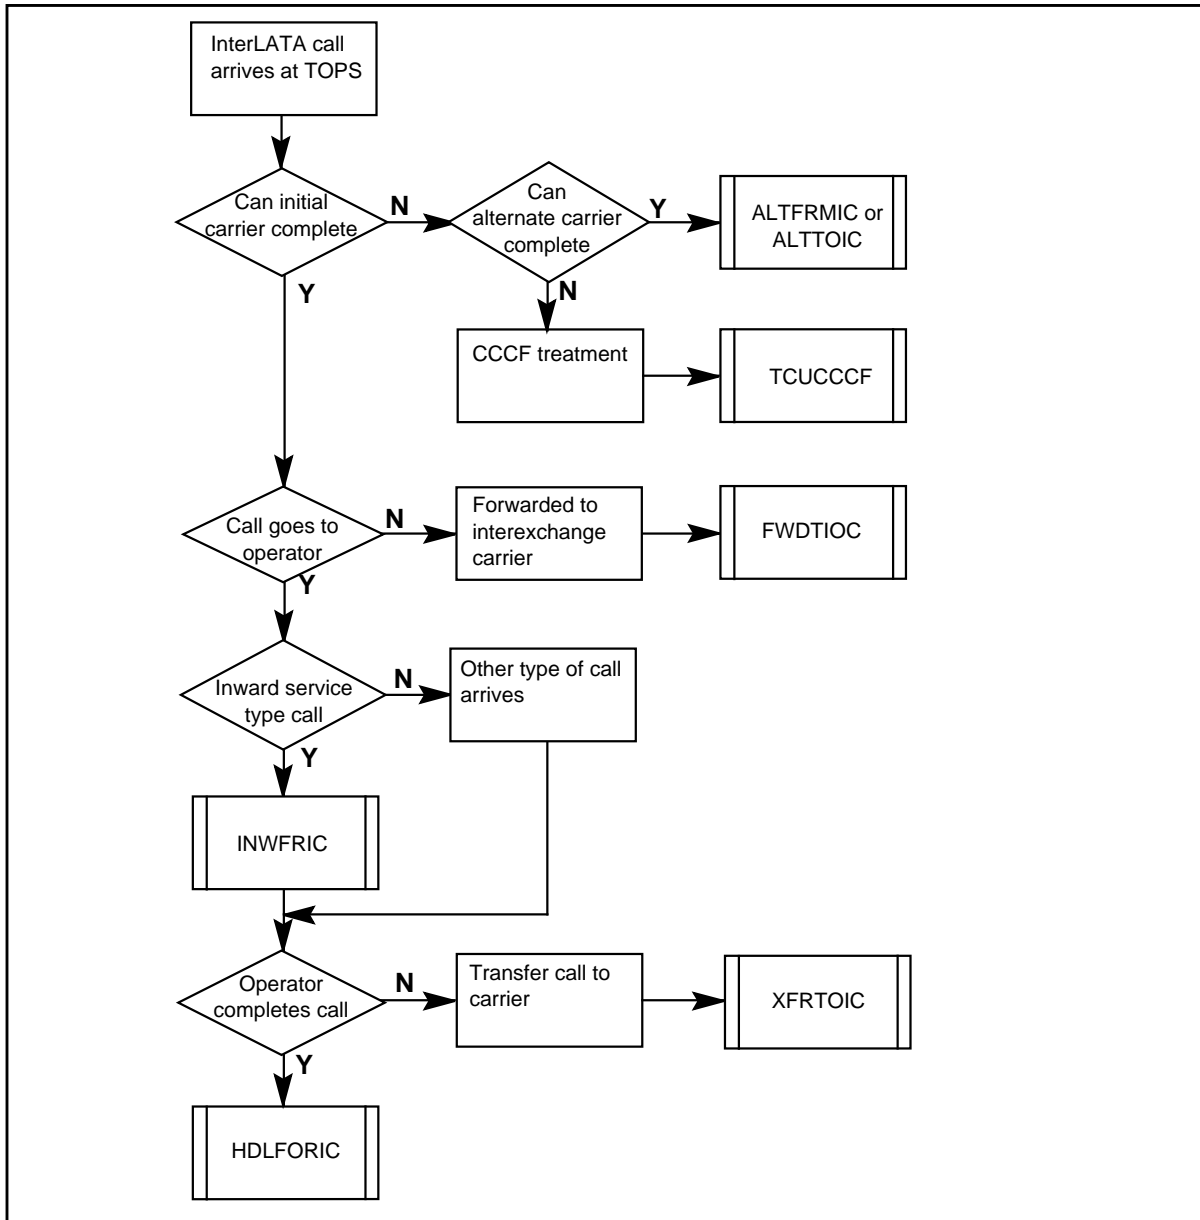 InterLATA call
arrives at TOPS
Can initial
carrier complete
N
Can
alternate carrier
complete
Y
ALTFRMIC or
ALTTOIC
Y
N
CCCF treatment
TCUCCCF
Call goes to
operator
N
Forwarded to
interexchange
carrier
FWDTIOC
Y
Inward service
type call
N
Other type of call
arrives
Y
INWFRIC
Operator
completes call
N
Transfer call to
carrier
XFRTOIC
Y
HDLFORIC